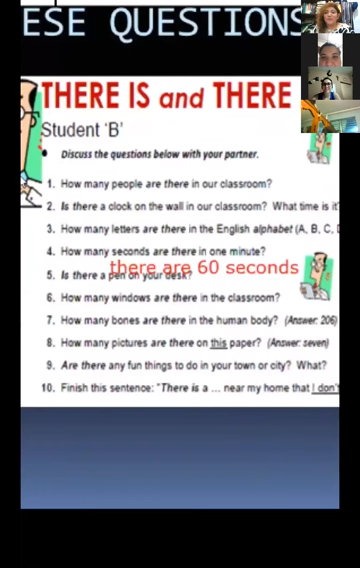 ESE QUESTIONS
THERE IS and THERE
Student 'B'
Discuss the questions below with your partner.
1. How many people are there in our classroom?
2. Is there a clock on the wall in our classroom? What time is it
3. How many letters are there in the English alphabet (A, B, C,
4. How many seconds are there in one minute?
there are 60 seconds
5. Is there a pen on your desk?
6. How many windows are there in the classroom?
7. How many bones are there in the human body? (Answer: 206)
8. How many pictures are there on this paper? (Answer: seven)
9. Are there any fun things to do in your town or city? What?
10. Finish this sentence: "There is a ... near my home that I don't